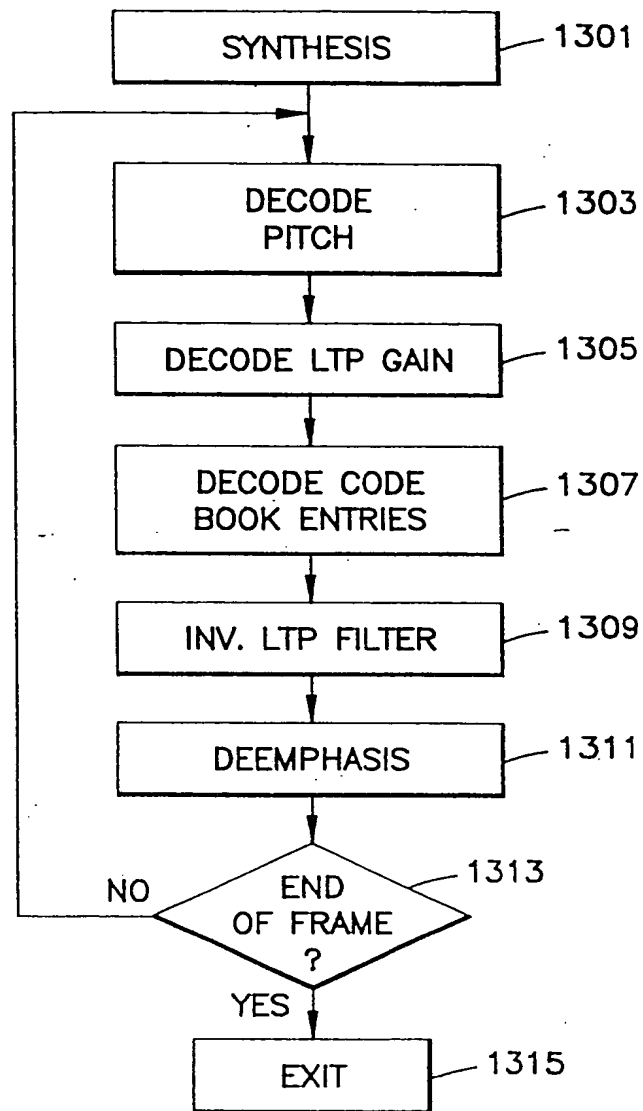 SYNTHESIS
1301
DECODE
PITCH
1303
DECODE LTP GAIN
1305
DECODE CODE
BOOK ENTRIES
1307
INV. LTP FILTER
1309
DEEMPHASIS
1311
END
OF FRAME
?
1313
NO
YES
EXIT
1315